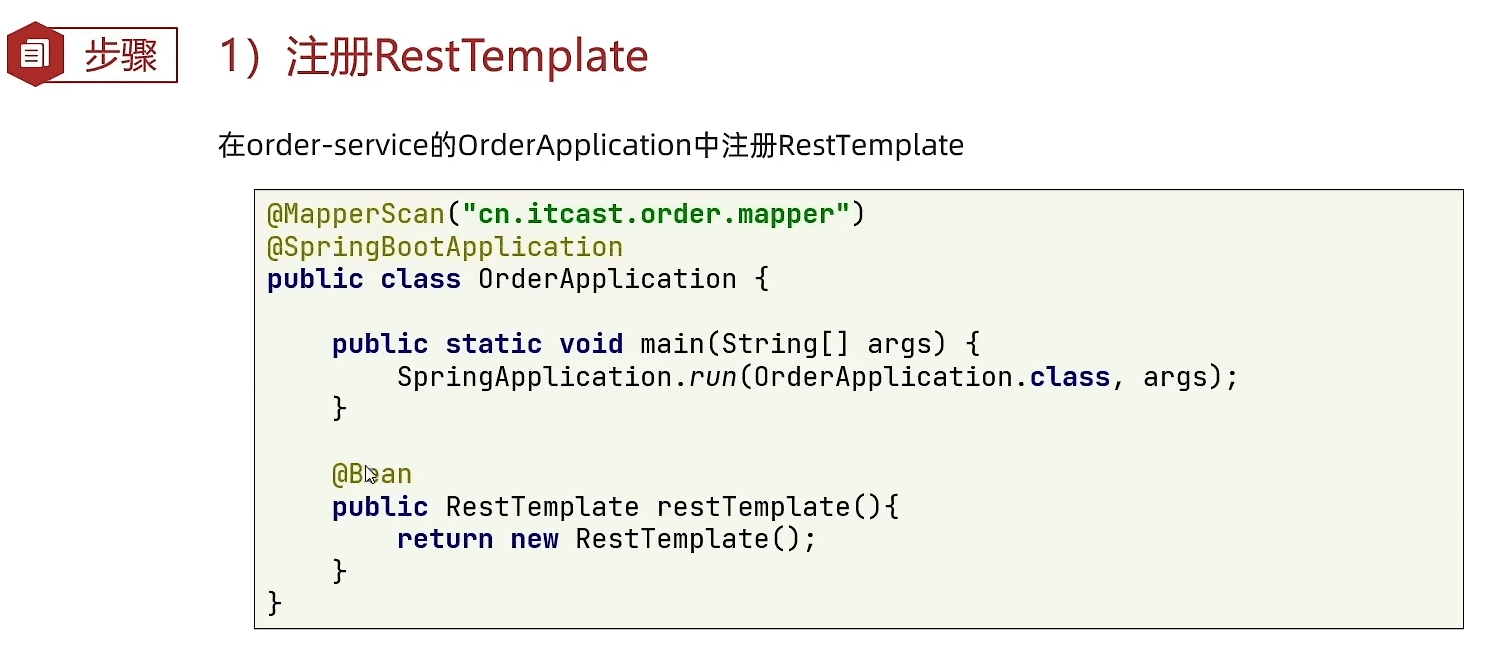 步骤
1）注册RestTemplate
在order-service的OrderApplication中注册RestTemplate
@MapperScan("cn.itcast.order.mapper")
@SpringBootApplication
public class OrderApplication {
    public static void main(String[] args) {
        SpringApplication.run(OrderApplication.class, args);
    }
    @Bean
    public RestTemplate restTemplate(){
        return new RestTemplate();
    }
}